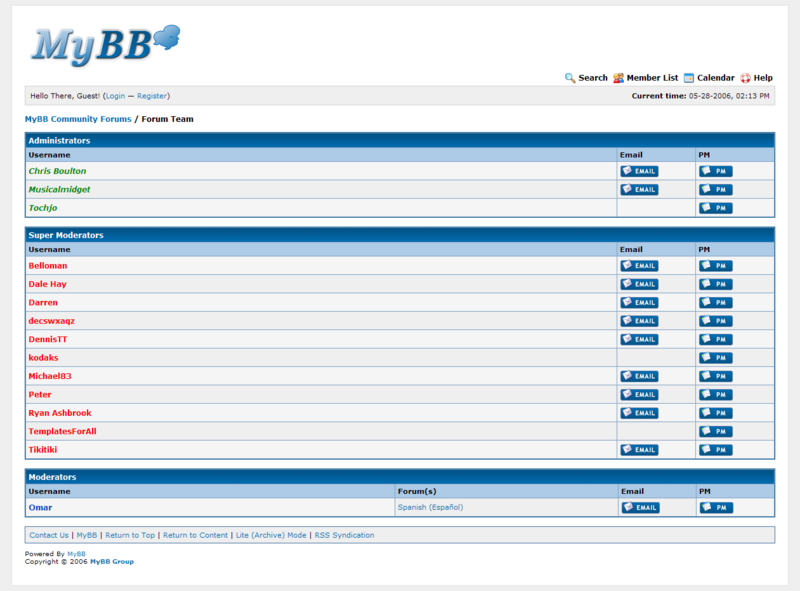 MyBB
Search Member List Calendar Help
Hello There, Guest! (Login — Register) Current time: 05-28-2006, 02:13 PM
MyBB Community Forums / Forum Team
Administrators
Username Email PM
Chris Boulton EMAIL PM
Musicalmidget EMAIL PM
Tochjo PM
Super Moderators
Username Email PM
Belloman EMAIL PM
Dale Hay EMAIL PM
Darren EMAIL PM
decswxaqz EMAIL PM
DennisTT EMAIL PM
kodaks PM
Michael83 EMAIL PM
Peter EMAIL PM
Ryan Ashbrook EMAIL PM
TemplatesForAll PM
Tikitiki EMAIL PM
Moderators
Username Forum(s) Email PM
Omar Spanish (Español) EMAIL PM
Contact Us | MyBB | Return to Top | Return to Content | Lite (Archive) Mode | RSS Syndication
Powered By MyBB
Copyright © 2006 MyBB Group